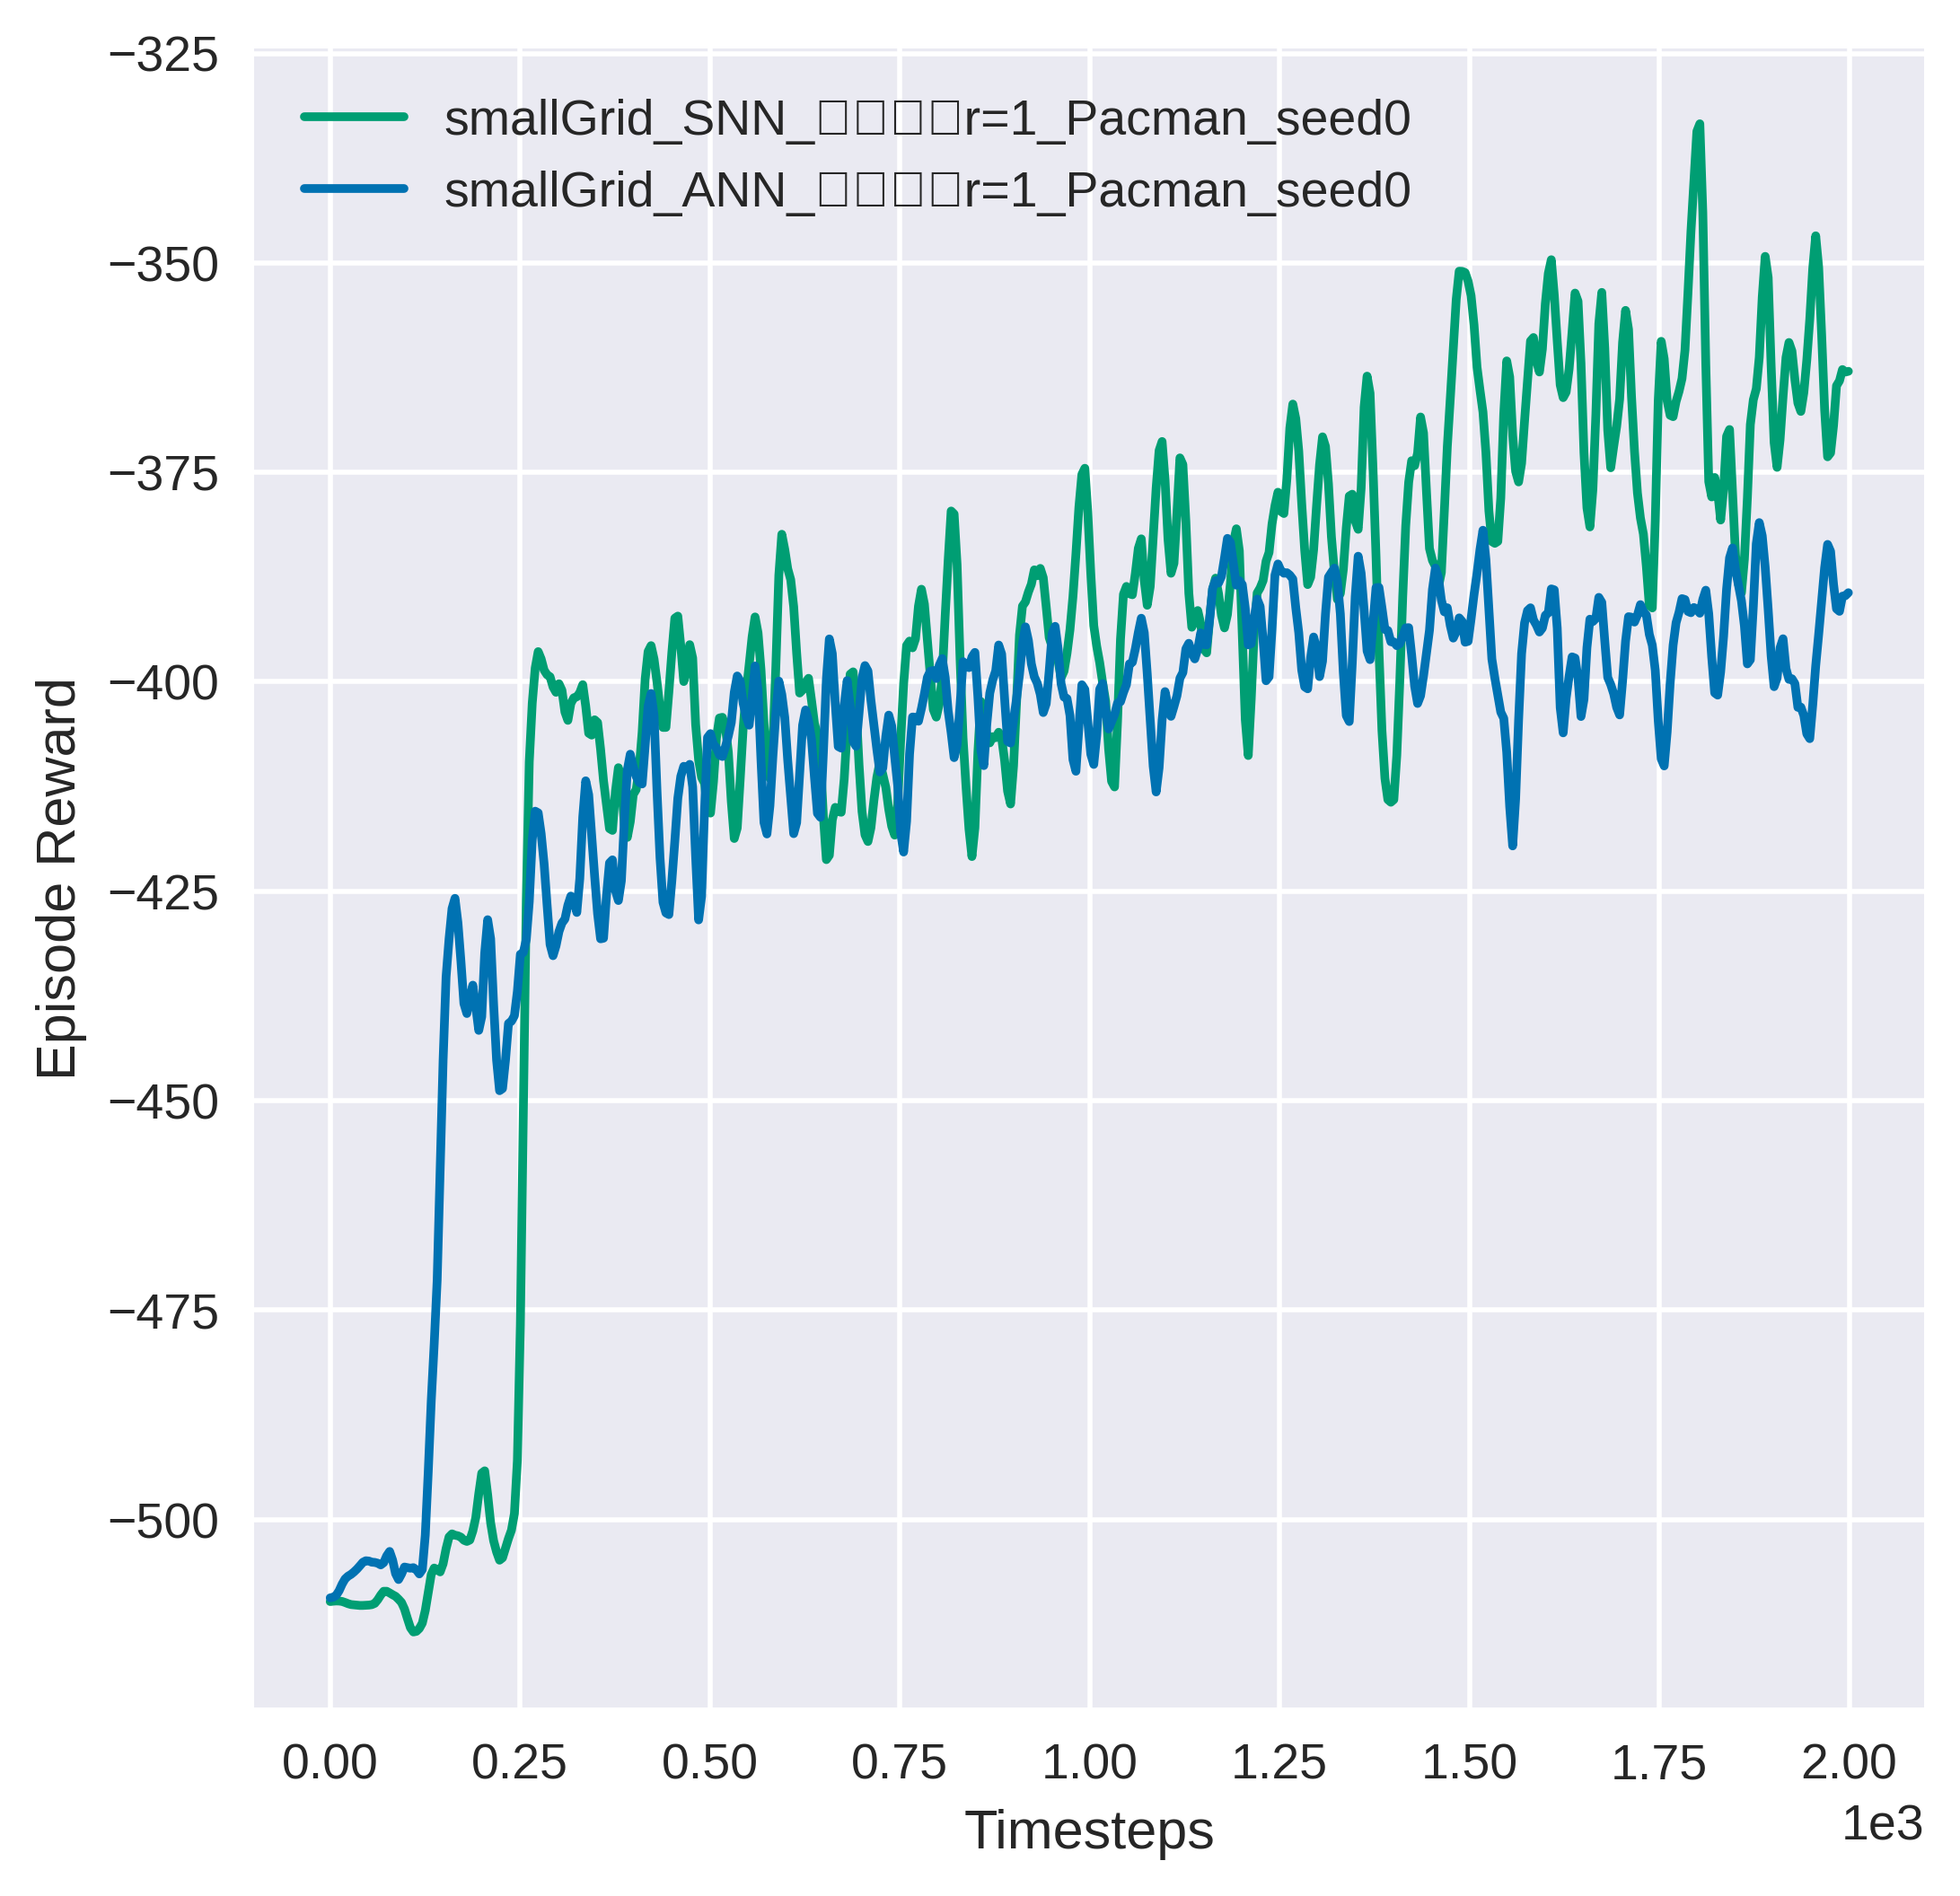 smallGrid_SNN_□□□□r=1_Pacman_seed0
smallGrid_ANN_□□□□r=1_Pacman_seed0
−325
−350
−375
−400
−425
−450
−475
−500
Episode Reward
0.00 0.25 0.50 0.75 1.00 1.25 1.50 1.75 2.00
1e3
Timesteps